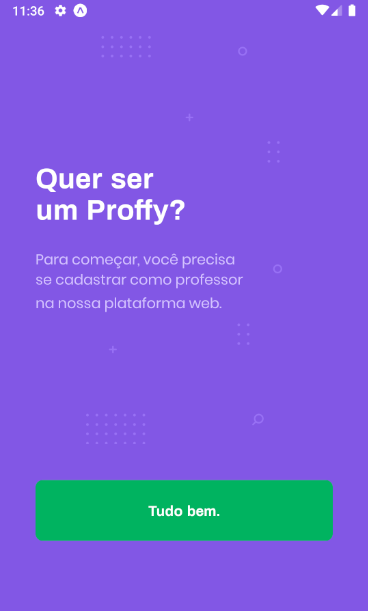 11:36
Quer ser
um Proffy?
Para começar, você precisa
se cadastrar como professor
na nossa plataforma web.
Tudo bem.